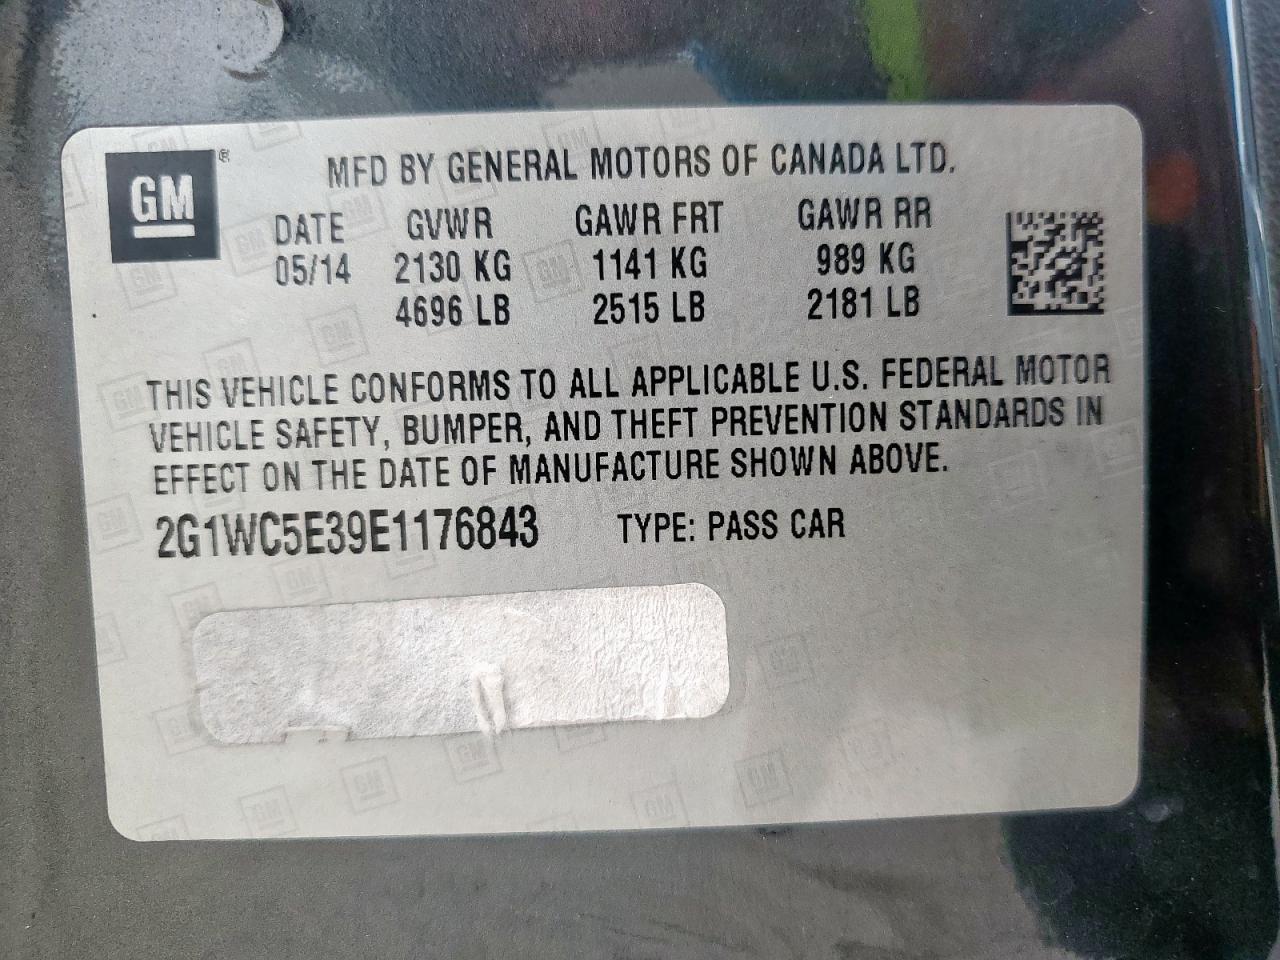 GM ®
MFD BY GENERAL MOTORS OF CANADA LTD.
DATE GVWR GAWR FRT GAWR RR
05/14 2130 KG 1141 KG 989 KG
4696 LB 2515 LB 2181 LB
THIS VEHICLE CONFORMS TO ALL APPLICABLE U.S. FEDERAL MOTOR
VEHICLE SAFETY, BUMPER, AND THEFT PREVENTION STANDARDS IN
EFFECT ON THE DATE OF MANUFACTURE SHOWN ABOVE.
2G1WC5E39E1176843 TYPE: PASS CAR